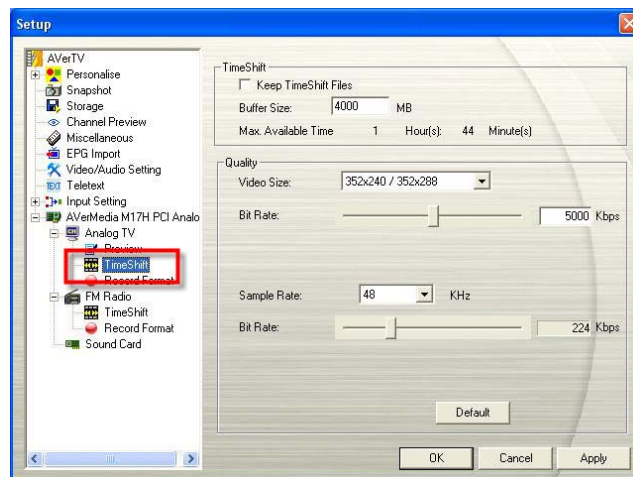 Setup
AVerTV
Personalise
Snapshot
Storage
Channel Preview
Miscellaneous
EPG Import
Video/Audio Setting
TEXT Teletext
Input Setting
AVerMedia M17H PCI Analo
Analog TV
Preview
TimeShift
Record Format
FM Radio
TimeShift
Record Format
Sound Card
TimeShift
Keep TimeShift Files
Buffer Size: 4000 MB
Max. Available Time 1 Hour(s): 44 Minute(s)
Quality
Video Size: 352x240 / 352x288
Bit Rate: 5000 Kbps
Sample Rate: 48 KHz
Bit Rate: 224 Kbps
Default
OK Cancel Apply